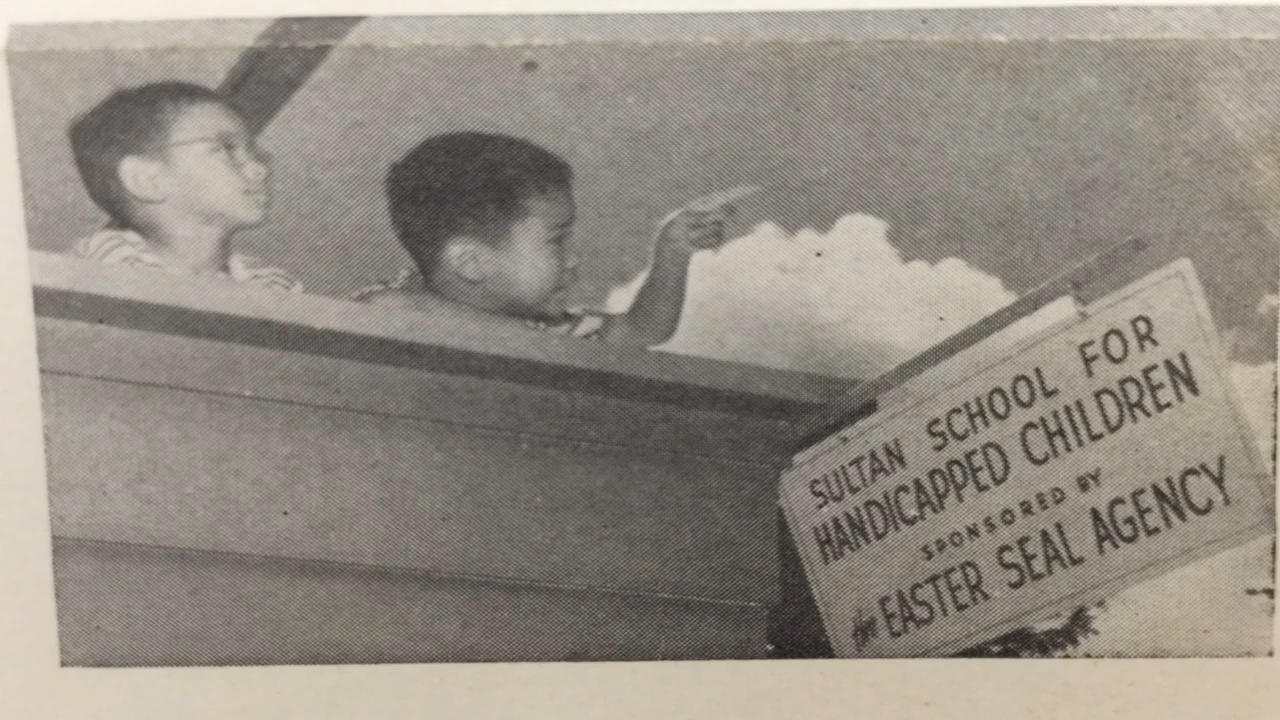 SULTAN SCHOOL FOR
HANDICAPPED CHILDREN
SPONSORED BY
the EASTER SEAL AGENCY